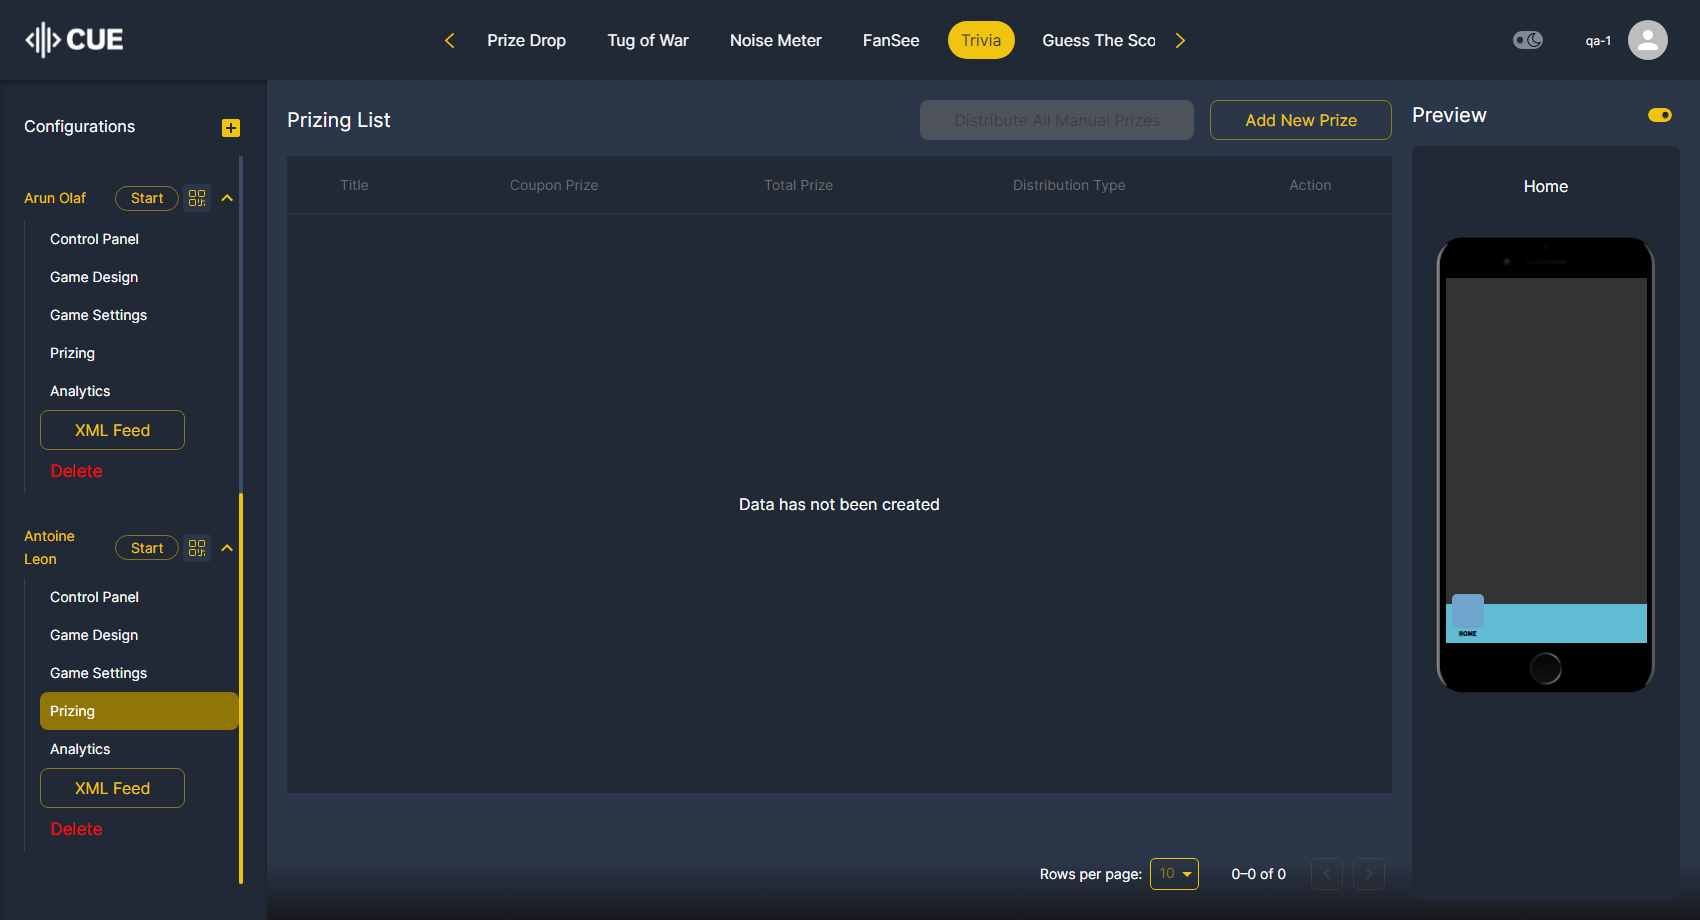 CUE
Prize Drop
Tug of War
Noise Meter
FanSee
Trivia
Guess The Sco
qa-1
Configurations
Arun Olaf
Start
Control Panel
Game Design
Game Settings
Prizing
Analytics
XML Feed
Delete
Antoine
Leon
Start
Control Panel
Game Design
Game Settings
Prizing
Analytics
XML Feed
Delete
Prizing List
Distribute All Manual Prizes
Add New Prize
Title
Coupon Prize
Total Prize
Distribution Type
Action
Data has not been created
Rows per page:
10
0–0 of 0
Preview
Home
HOME